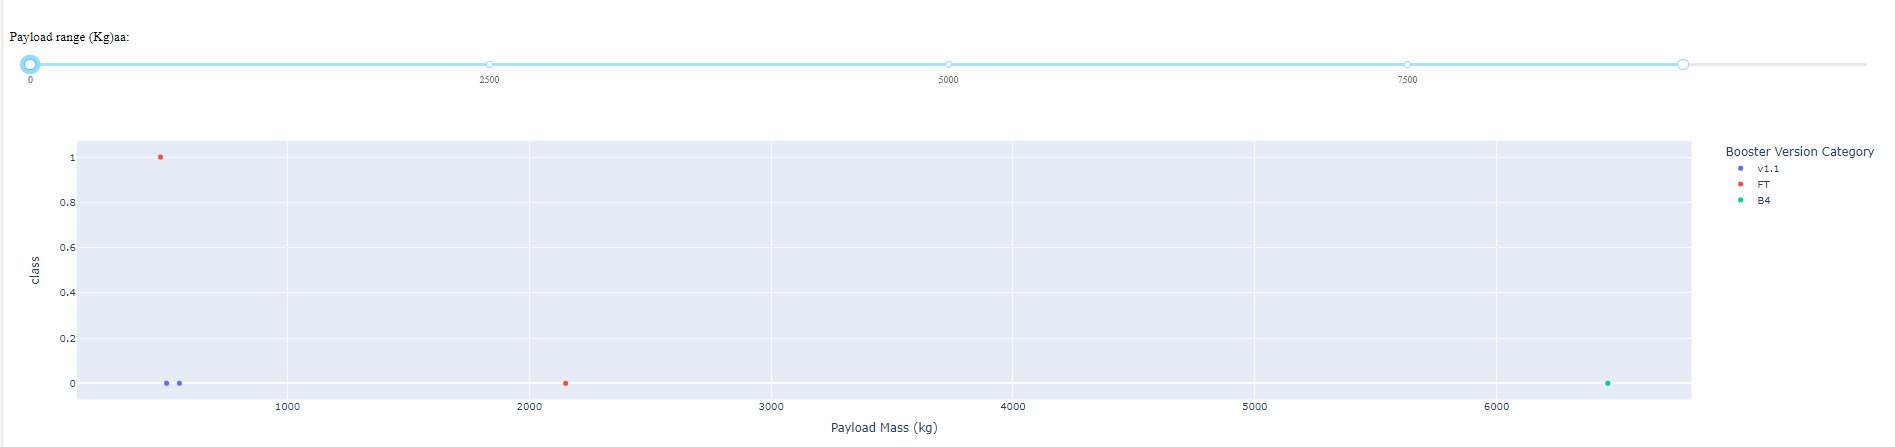 Payload range (Kg)aa:
0 2500 5000 7500
Booster Version Category
v1.1
FT
B4
1
0.8
0.6
0.4
0.2
0
class
1000 2000 3000 4000 5000 6000
Payload Mass (kg)